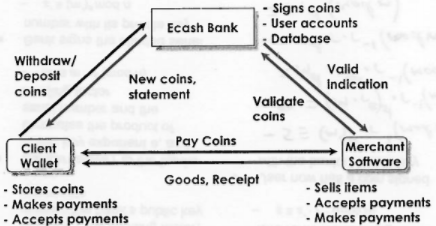 Ecash Bank
- Signs coins
- User accounts
- Database
Withdraw/
Deposit
coins
New coins,
statement
Valid
Indication
Validate
coins
Client
Wallet
Pay Coins
Goods, Receipt
Merchant
Software
- Stores coins
- Makes payments
- Accepts payments
- Sells items
- Accepts payments
- Makes payments